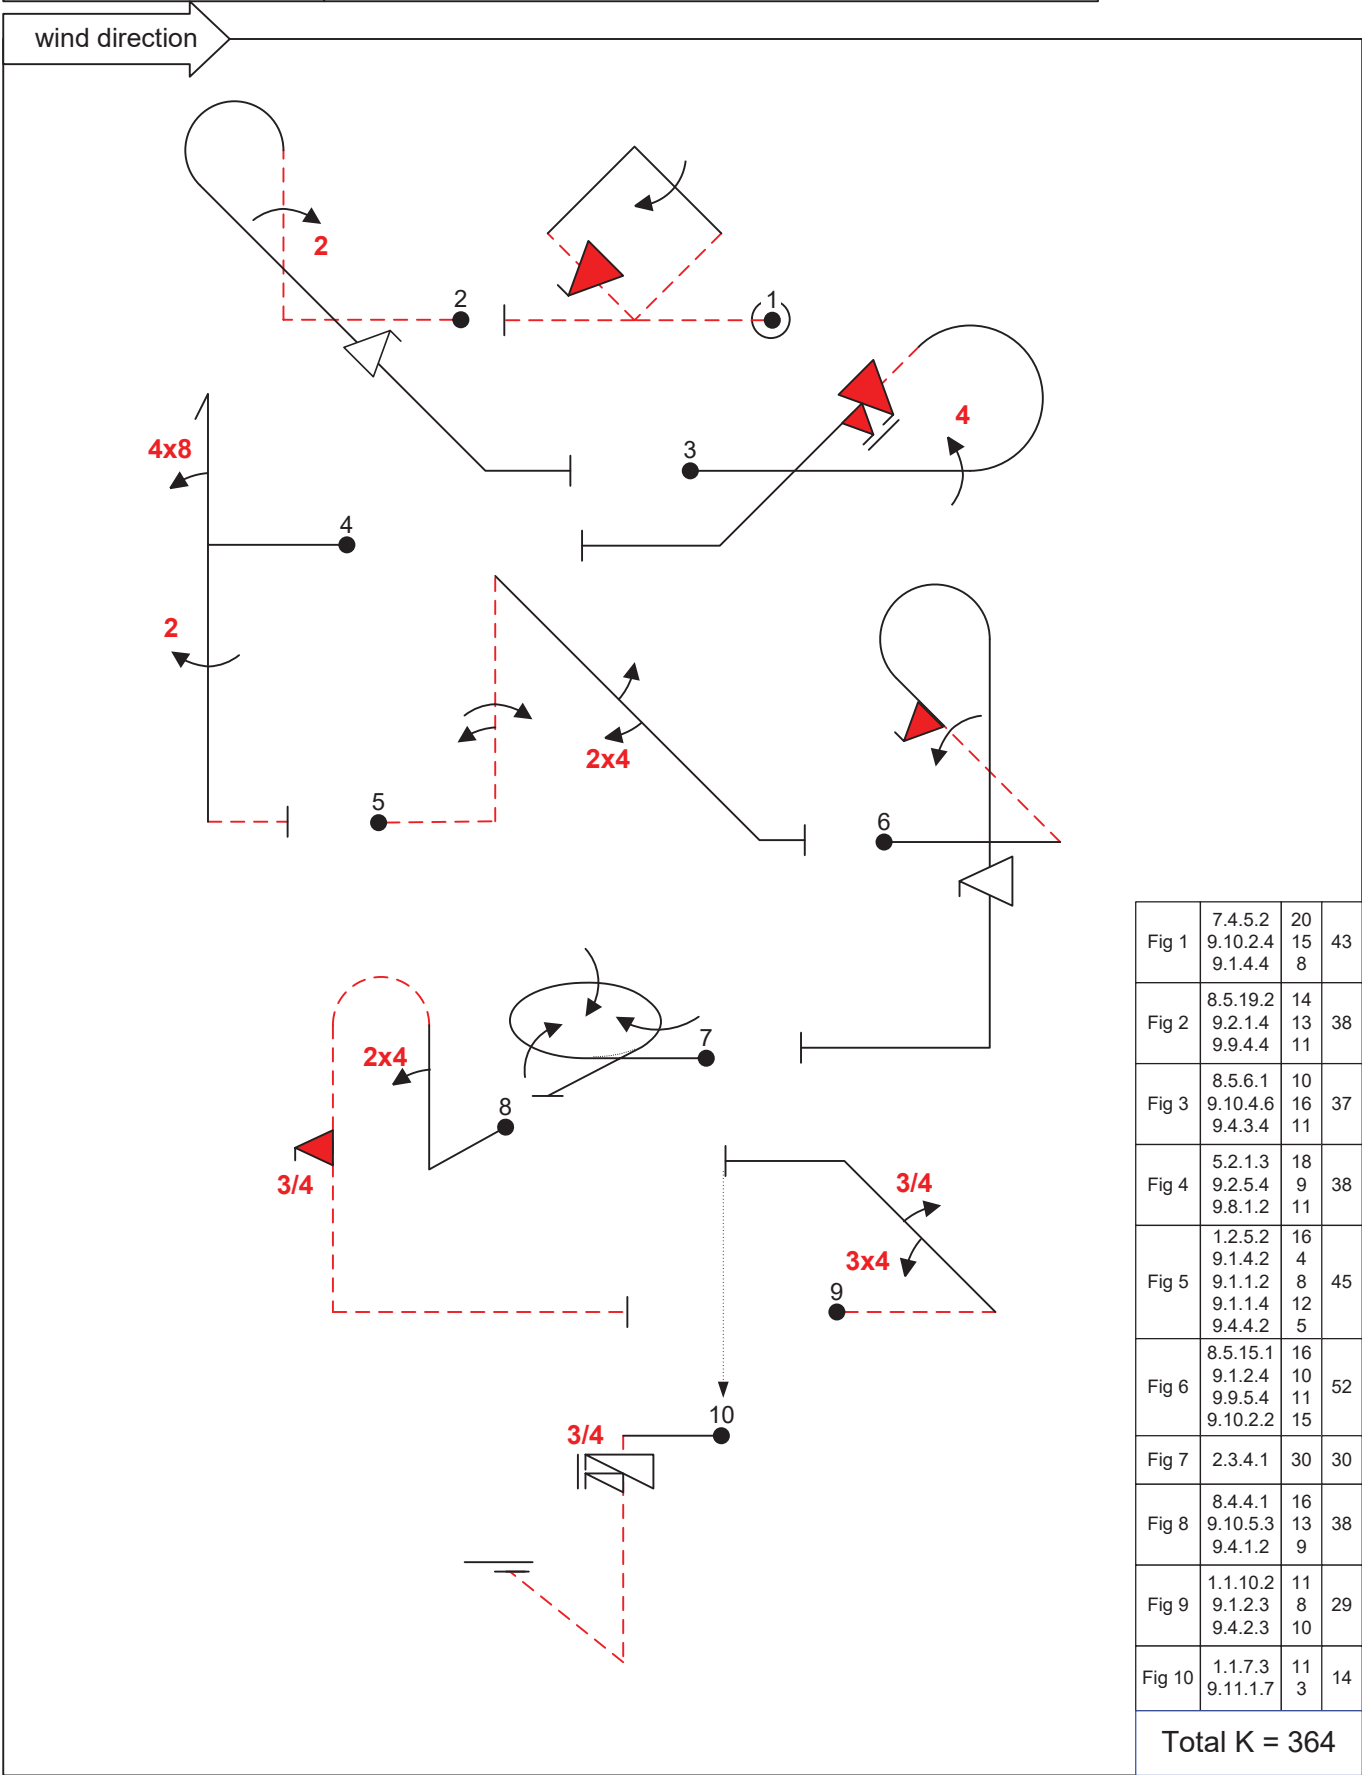 wind direction
2
2
1
3
4
4x8
4
2
2x4
5
6
7
2x4
8
3/4
3/4
3x4
9
10
3/4
Fig 1 7.4.5.2 20 43
9.10.2.4 15
9.1.4.4 8
Fig 2 8.5.19.2 14 38
9.2.1.4 13
9.9.4.4 11
Fig 3 8.5.6.1 10 37
9.10.4.6 16
9.4.3.4 11
Fig 4 5.2.1.3 18 38
9.2.5.4 9
9.8.1.2 11
Fig 5 1.2.5.2 16 45
9.1.4.2 4
9.1.1.2 8
9.1.1.4 12
9.4.4.2 5
Fig 6 8.5.15.1 16 52
9.1.2.4 10
9.9.5.4 11
9.10.2.2 15
Fig 7 2.3.4.1 30 30
Fig 8 8.4.4.1 16 38
9.10.5.3 13
9.4.1.2 9
Fig 9 1.1.10.2 11 29
9.1.2.3 8
9.4.2.3 10
Fig 10 1.1.7.3 11 14
9.11.1.7 3
Total K = 364